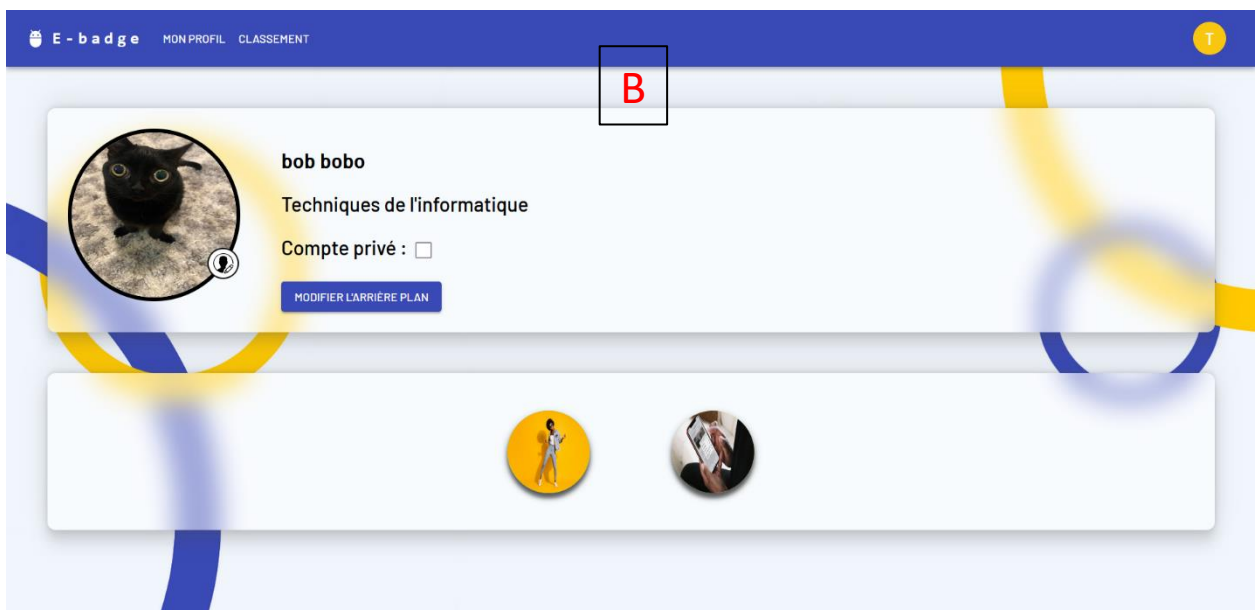 E-badge MON PROFIL CLASSEMENT T
B
bob bobo
Techniques de l'informatique
Compte privé :
MODIFIER L'ARRIÈRE PLAN